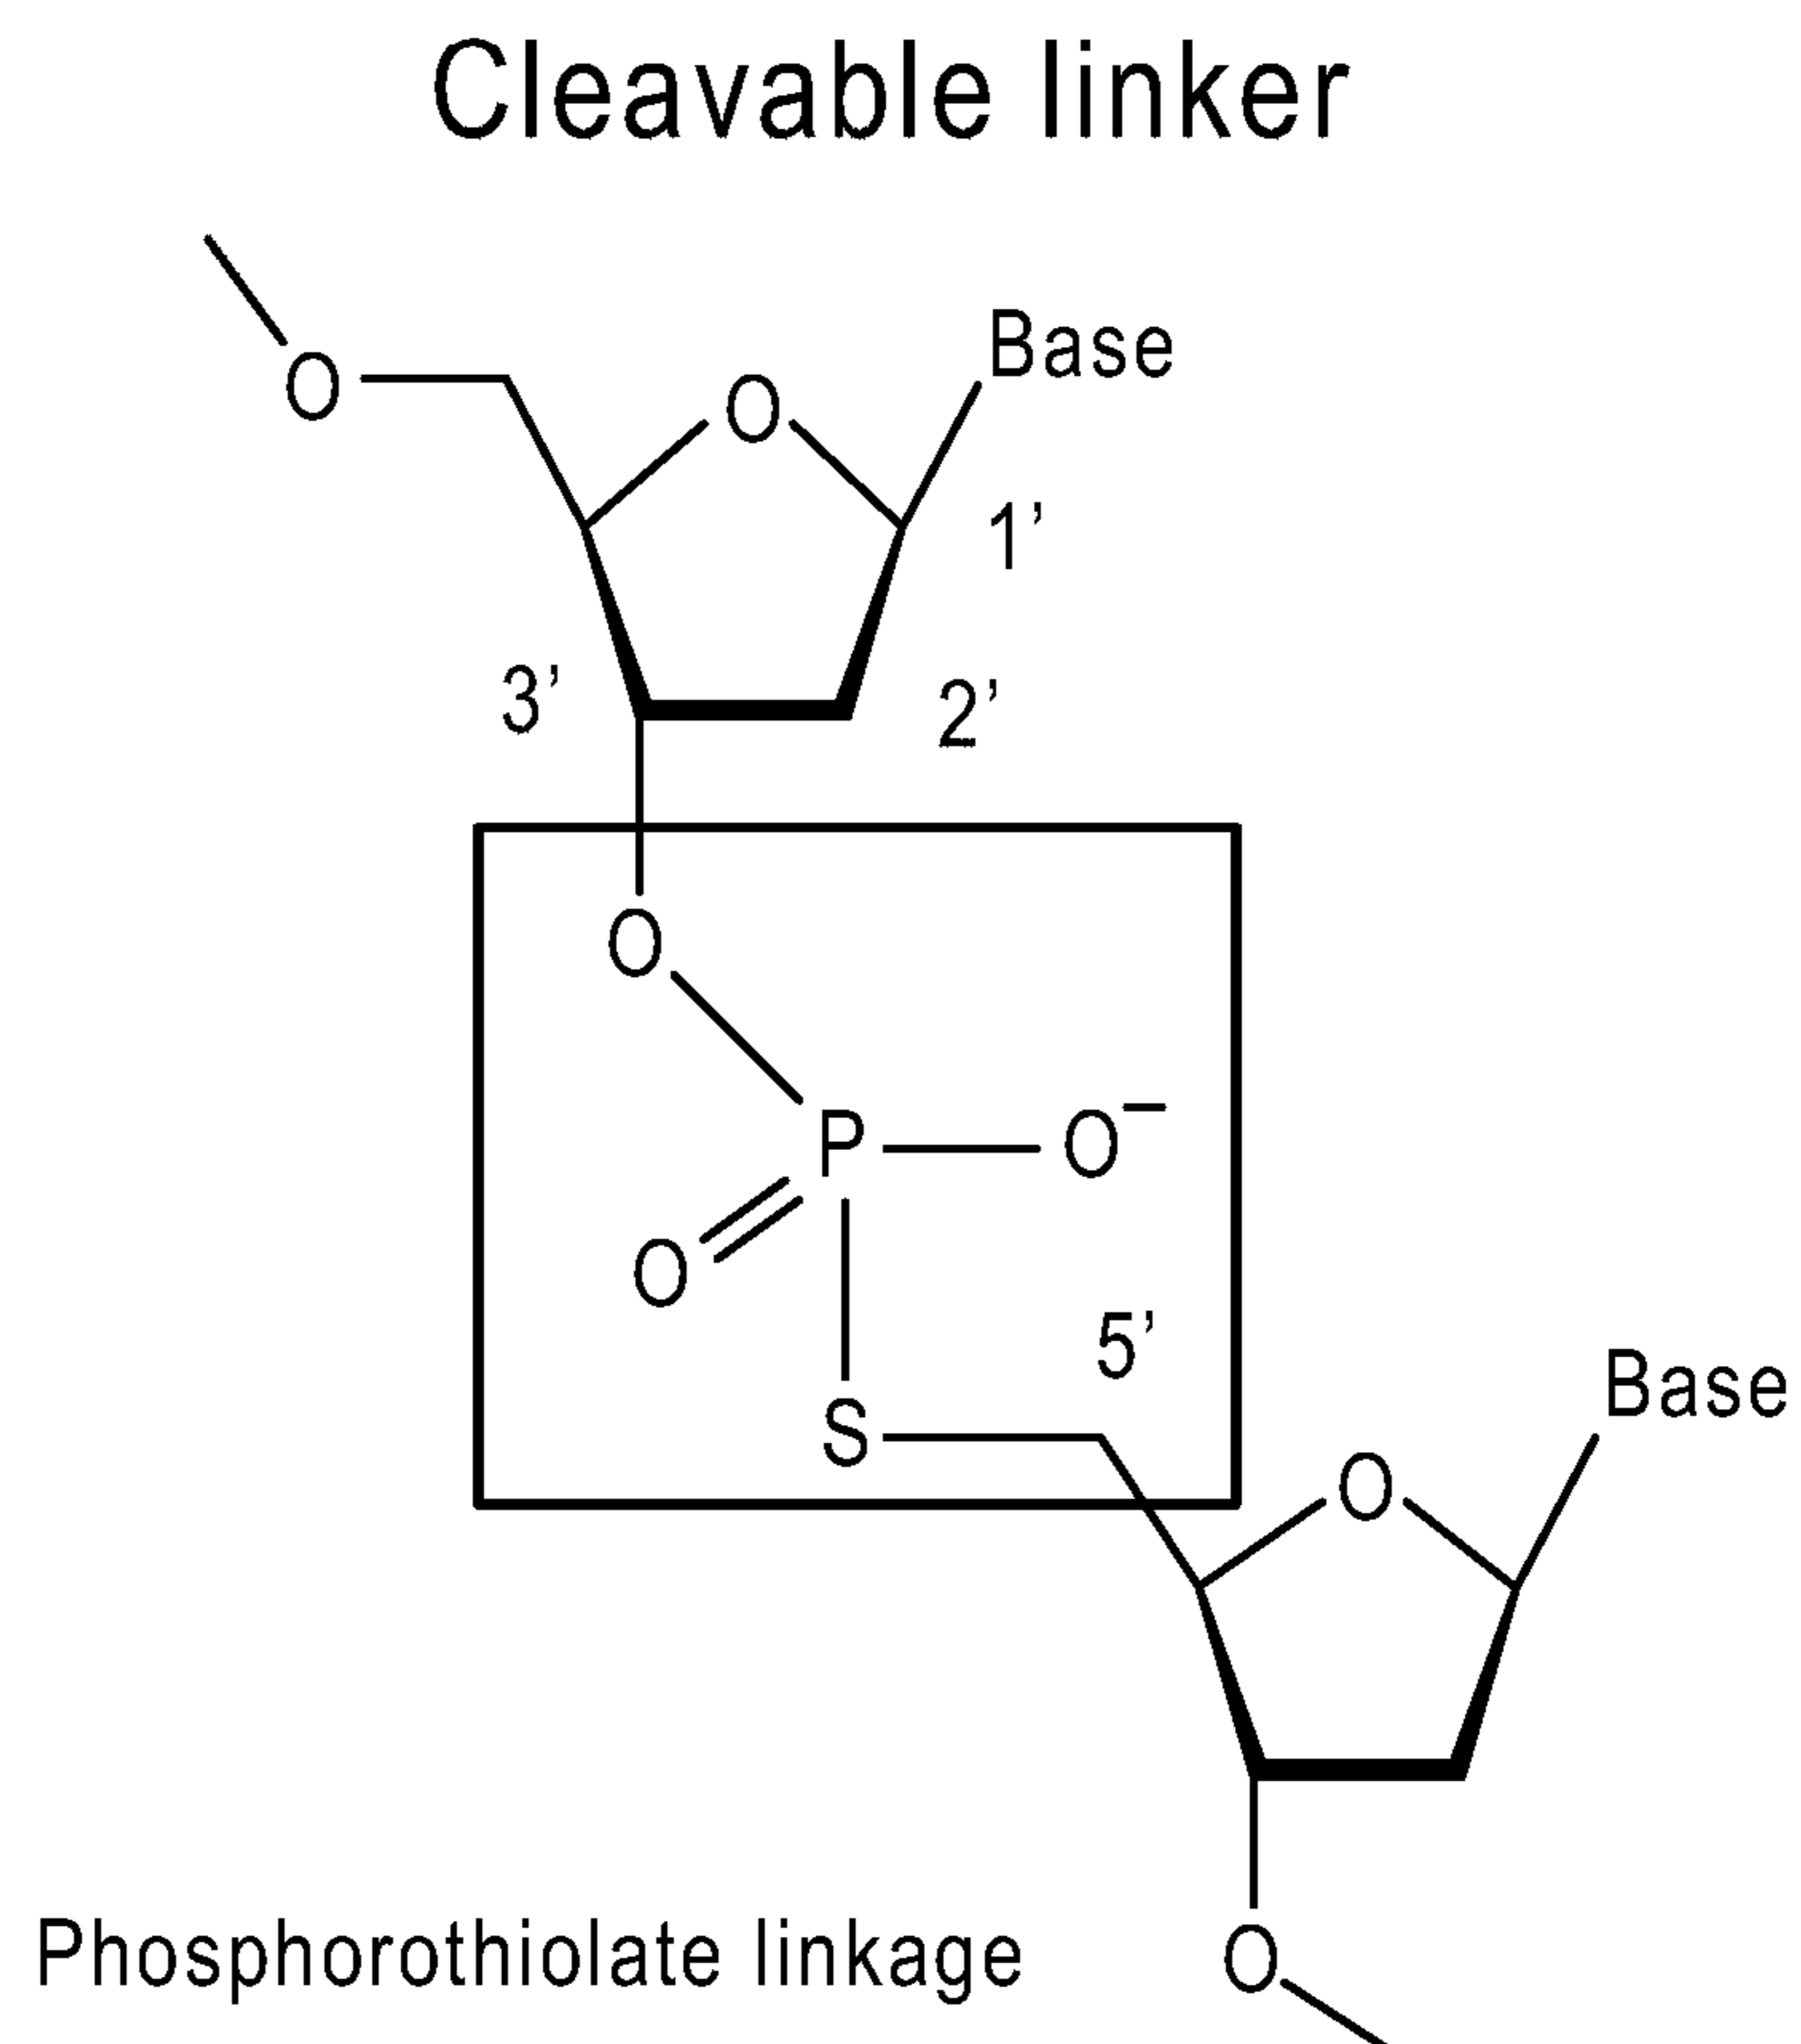 Cleavable linker
Base
O
O
1’
3’
2’
O
P
O−
O
5’
S
Base
O
O
Phosphorothiolate linkage